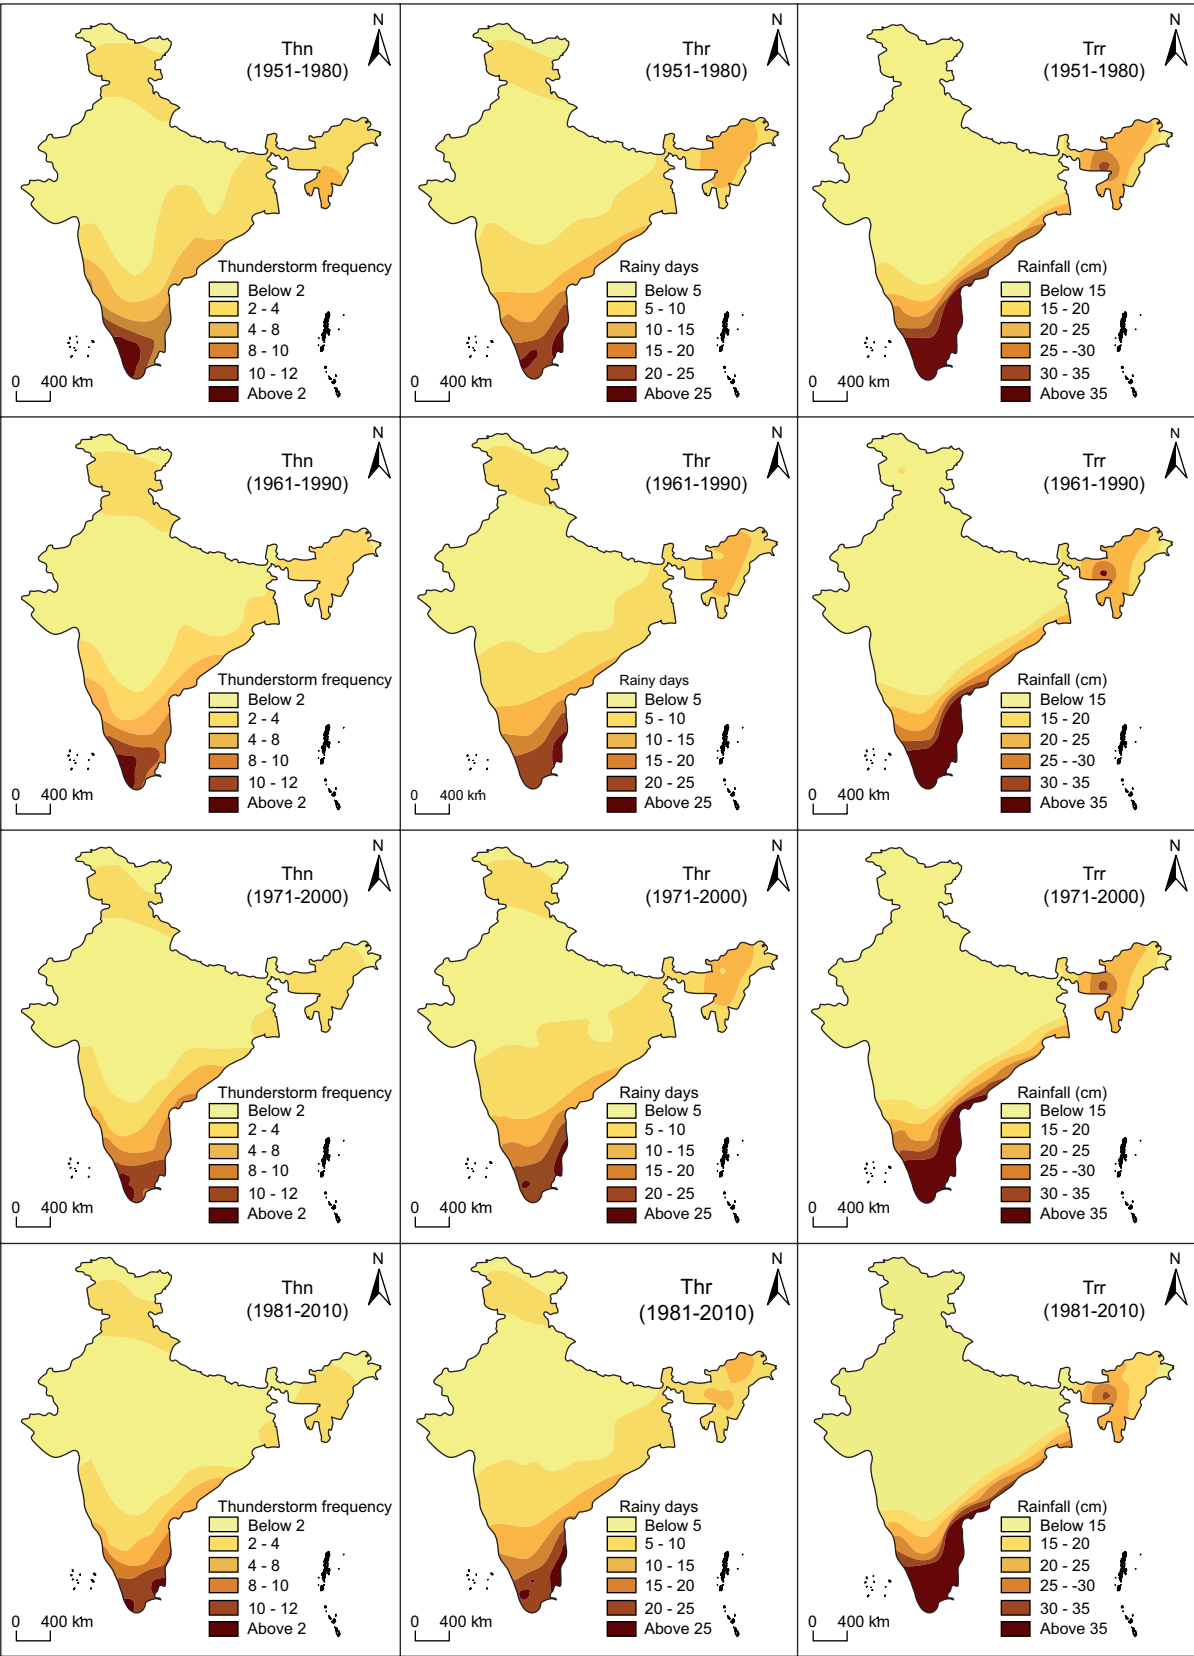 N
Thn
(1951-1980)
Thunderstorm frequency
Below 2
2 - 4
4 - 8
8 - 10
10 - 12
Above 2
0 400 km
N
Thr
(1951-1980)
Rainy days
Below 5
5 - 10
10 - 15
15 - 20
20 - 25
Above 25
0 400 km
N
Trr
(1951-1980)
Rainfall (cm)
Below 15
15 - 20
20 - 25
25 - -30
30 - 35
Above 35
0 400 km
N
Thn
(1961-1990)
Thunderstorm frequency
Below 2
2 - 4
4 - 8
8 - 10
10 - 12
Above 2
0 400 km
N
Thr
(1961-1990)
Rainy days
Below 5
5 - 10
10 - 15
15 - 20
20 - 25
Above 25
0 400 km
N
Trr
(1961-1990)
Rainfall (cm)
Below 15
15 - 20
20 - 25
25 - -30
30 - 35
Above 35
0 400 km
N
Thn
(1971-2000)
Thunderstorm frequency
Below 2
2 - 4
4 - 8
8 - 10
10 - 12
Above 2
0 400 km
N
Thr
(1971-2000)
Rainy days
Below 5
5 - 10
10 - 15
15 - 20
20 - 25
Above 25
0 400 km
N
Trr
(1971-2000)
Rainfall (cm)
Below 15
15 - 20
20 - 25
25 - -30
30 - 35
Above 35
0 400 km
N
Thn
(1981-2010)
Thunderstorm frequency
Below 2
2 - 4
4 - 8
8 - 10
10 - 12
Above 2
0 400 km
N
Thr
(1981-2010)
Rainy days
Below 5
5 - 10
10 - 15
15 - 20
20 - 25
Above 25
0 400 km
N
Trr
(1981-2010)
Rainfall (cm)
Below 15
15 - 20
20 - 25
25 - -30
30 - 35
Above 35
0 400 km